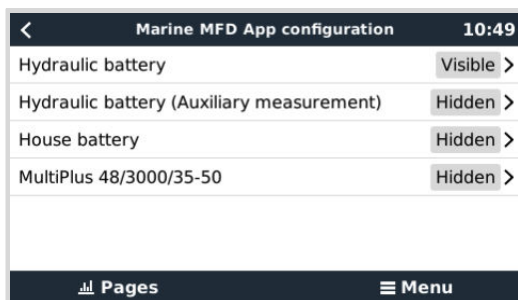 Marine MFD App configuration 10:49
Hydraulic battery Visible
Hydraulic battery (Auxiliary measurement) Hidden
House battery Hidden
MultiPlus 48/3000/35-50 Hidden
Pages Menu